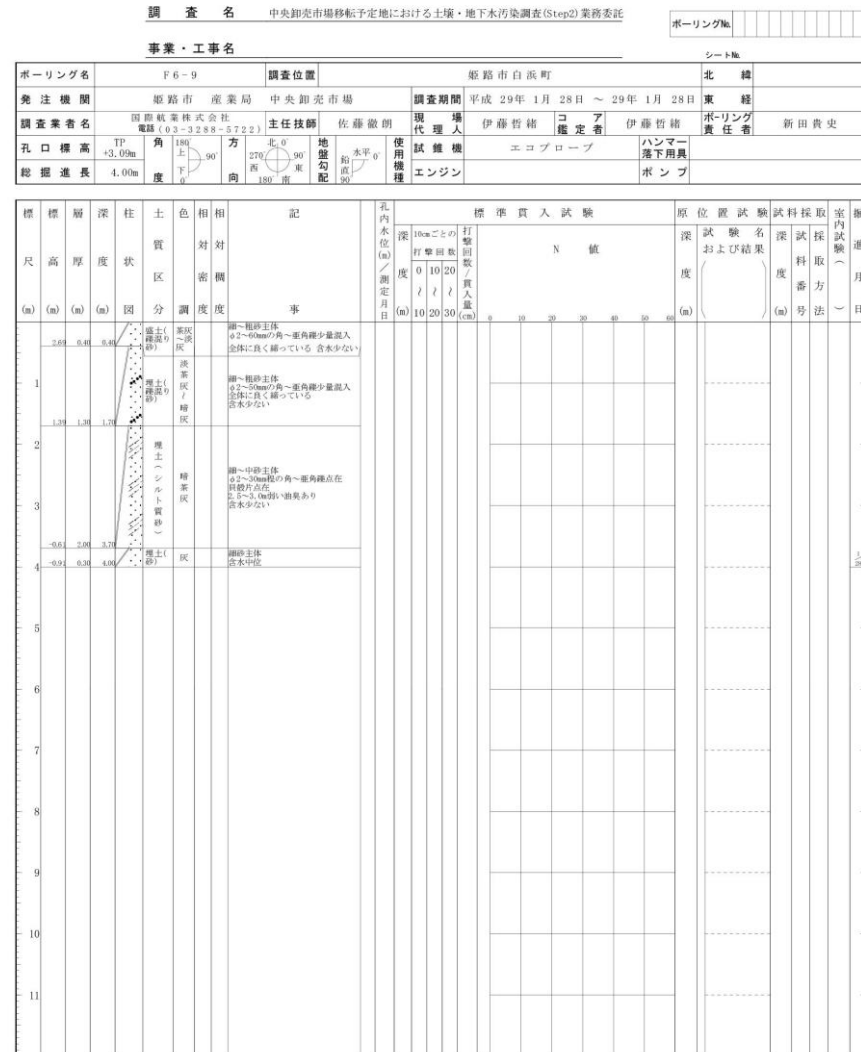 調 査 名 中央卸売市場移転予定地における土壌・地下水汚染調査(Step2)業務委託
ボーリング№
事業・工事名
シート№
ボーリング名 F6-9 調査位置 姫路市白浜町 北 緯
発注機関 姫路市 産業局 中央卸売市場 調査期間 平成 29年 1月 28日 ～ 29年 1月 28日 東 経
調査業者名 国際航業株式会社 電話(03-3288-5722) 主任技師 佐藤徹朗 現場代理人 伊藤哲緒 コア鑑定者 伊藤哲緒 ボーリング責任者 新田貴史
孔口標高 TP +3.09m 角度 180° 上 下 0° 90° 方向 北 0° 270° 西 90° 東 180° 南 地盤勾配 水平 0° 鉛直 90° 使用機種 試錐機 エコプローブ ハンマー落下用具
総掘進長 4.00m エンジン ポンプ
標尺(m) 標高(m) 層厚(m) 深度(m) 柱状図 土質区分 色調 相対密度 相対稠度 記事 孔内水位(m)/測定月日 標準貫入試験 原位置試験 試料採取 室内試験( ) 掘進月日
深度(m) 10cmごとの打撃回数 打撃回数/貫入量(cm) N 値 深度(m) 試験名および結果 深度(m) 試料番号 採取方法
0 10 20
～ ～ ～
10 20 30
0 10 20 30 40 50 60
盛土(礫混り砂) 茶灰～淡灰 細～粗砂主体
φ2～60mmの角～亜角礫少量混入
2.69 0.40 0.40 全体に良く締っている 含水少ない
1 埋土(礫混り砂) 淡茶灰～暗灰 細～粗砂主体
φ2～50mmの角～亜角礫少量混入
全体に良く締っている
含水少ない
1.39 1.30 1.70
2
埋土(シルト質砂) 暗茶灰 細～中砂主体
φ2～30mm程の角～亜角礫点在
貝殻片点在
2.5～3.0m弱い油臭あり
含水少ない
3
-0.61 2.00 3.70
埋土(砂) 灰 細砂主体
含水中位
4 -0.91 0.30 4.00
5
6
7
8
9
10
11